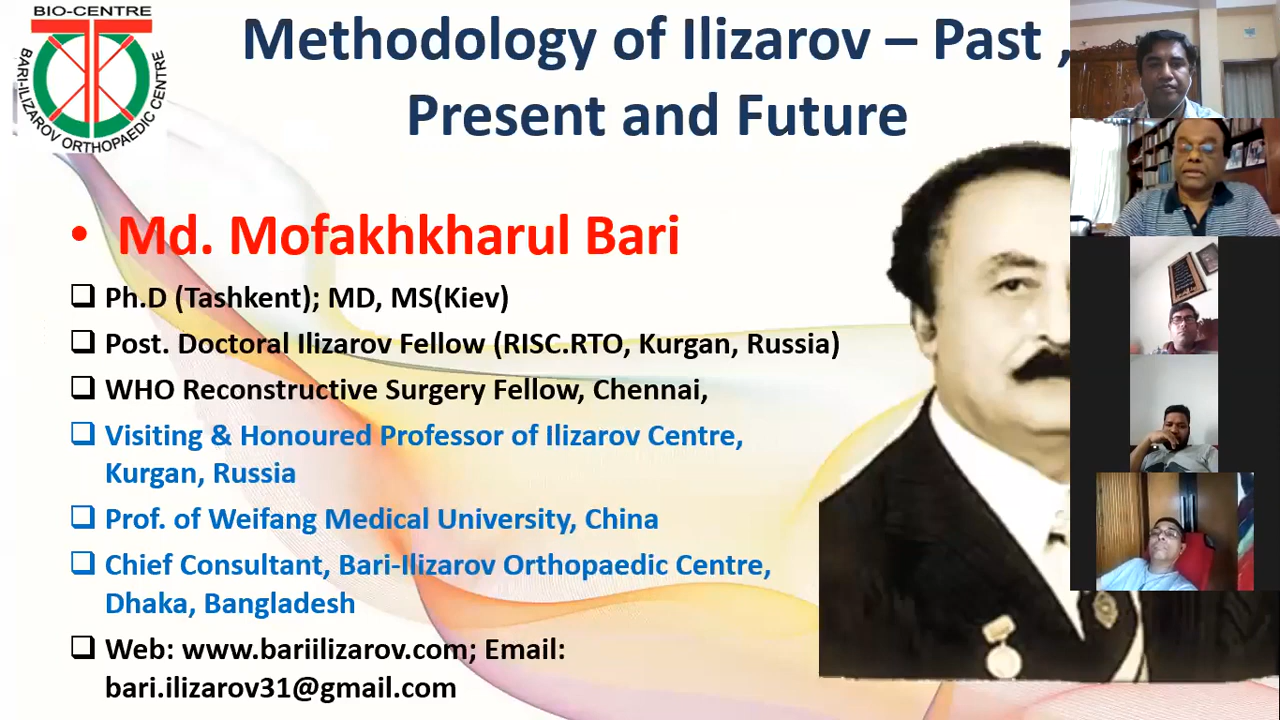 BIO-CENTRE
BARI-ILIZAROV ORTHOPAEDIC CENTRE
Methodology of Ilizarov – Past ,
Present and Future
• Md. Mofakhkharul Bari
❑ Ph.D (Tashkent); MD, MS(Kiev)
❑ Post. Doctoral Ilizarov Fellow (RISC.RTO, Kurgan, Russia)
❑ WHO Reconstructive Surgery Fellow, Chennai,
❑ Visiting & Honoured Professor of Ilizarov Centre,
Kurgan, Russia
❑ Prof. of Weifang Medical University, China
❑ Chief Consultant, Bari-Ilizarov Orthopaedic Centre,
Dhaka, Bangladesh
❑ Web: www.bariilizarov.com; Email:
bari.ilizarov31@gmail.com